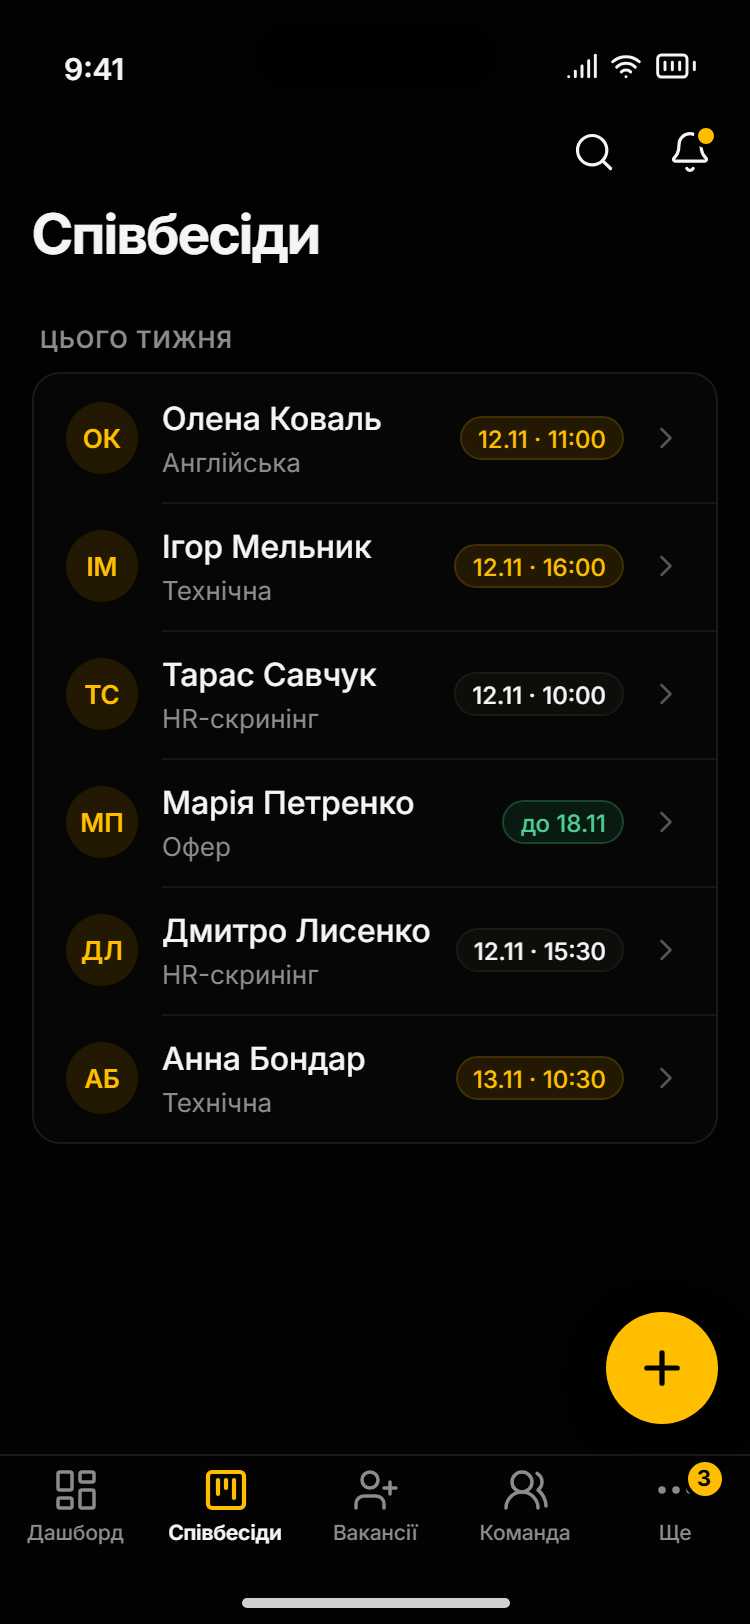 9:41
Співбесіди
ЦЬОГО ТИЖНЯ
ОК
Олена Коваль
Англійська
12.11 · 11:00
ІМ
Ігор Мельник
Технічна
12.11 · 16:00
ТС
Тарас Савчук
HR-скринінг
12.11 · 10:00
МП
Марія Петренко
Офер
до 18.11
ДЛ
Дмитро Лисенко
HR-скринінг
12.11 · 15:30
АБ
Анна Бондар
Технічна
13.11 · 10:30
3
Дашборд
Співбесіди
Вакансії
Команда
Ще